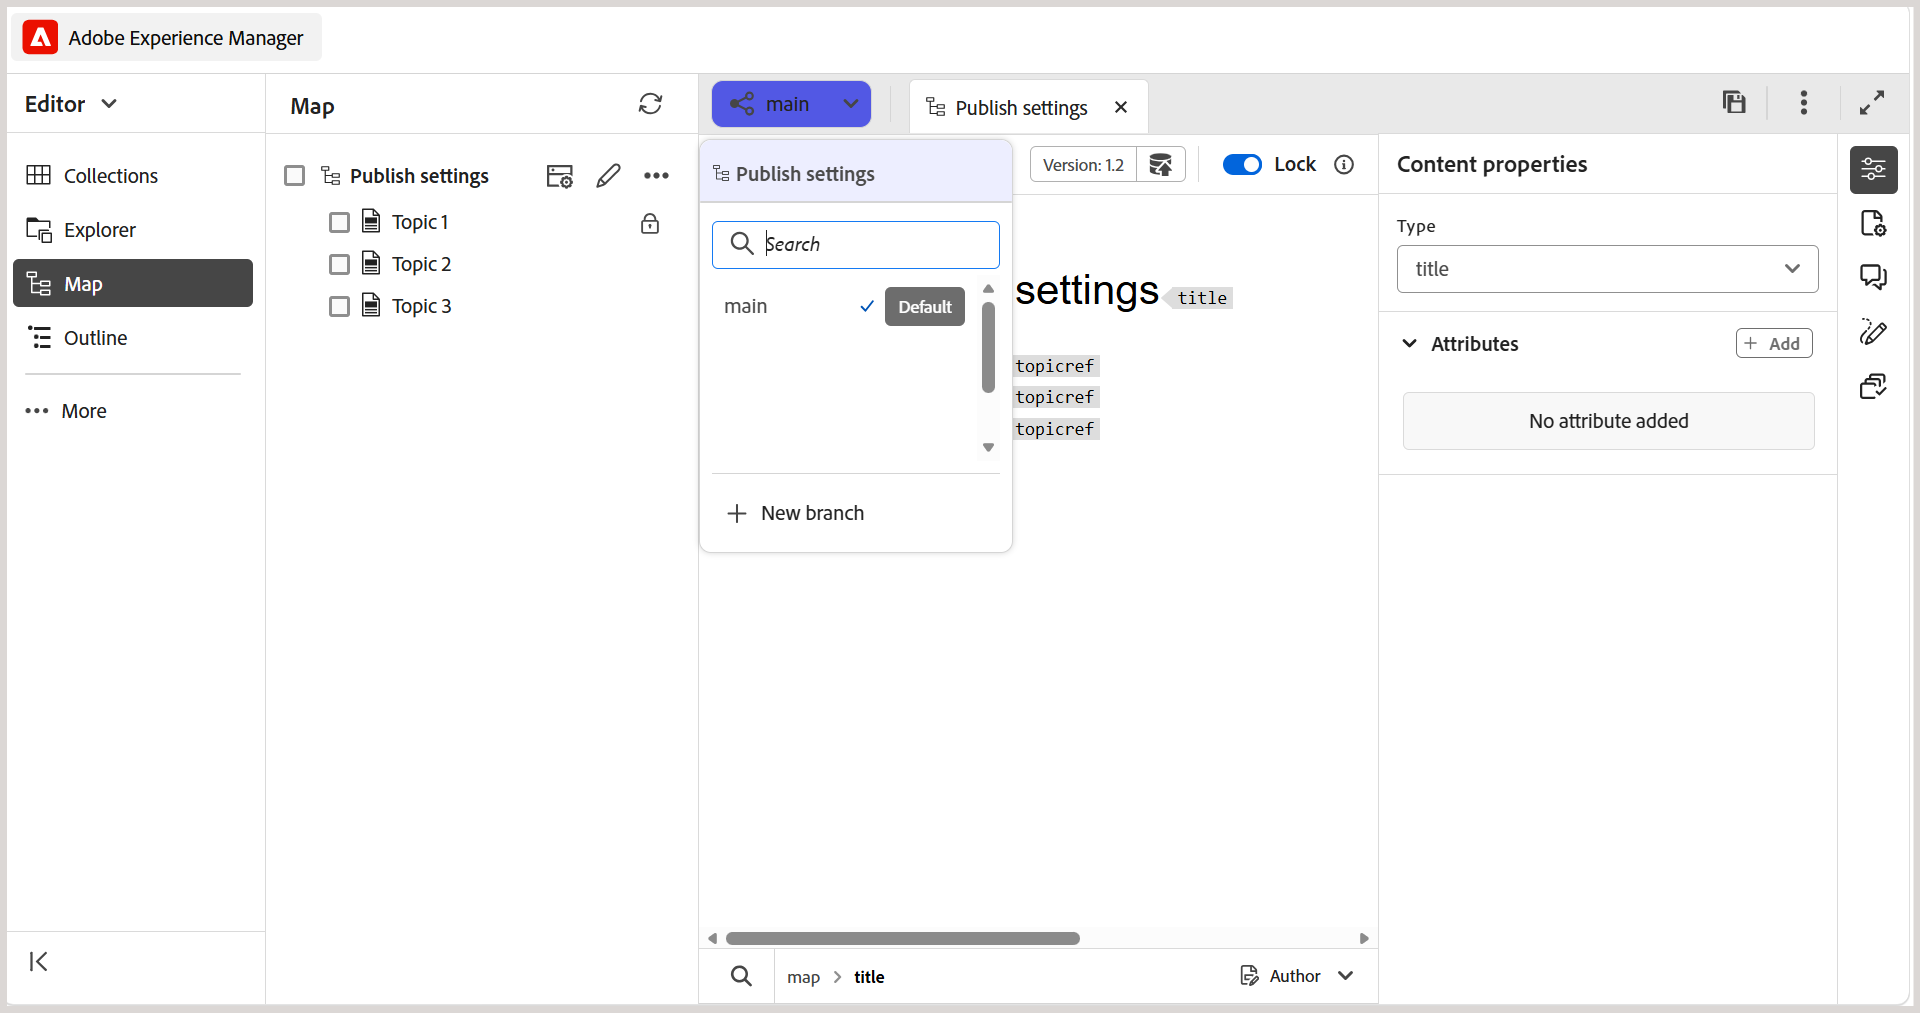 Adobe Experience Manager
Editor
Collections
Explorer
Map
Outline
More
Map
Publish settings
Topic 1
Topic 2
Topic 3
main
Publish settings
Publish settings
Search
main
Default
New branch
Version: 1.2
Lock
settings
title
topicref
topicref
topicref
map
title
Author
Content properties
Type
title
Attributes
Add
No attribute added